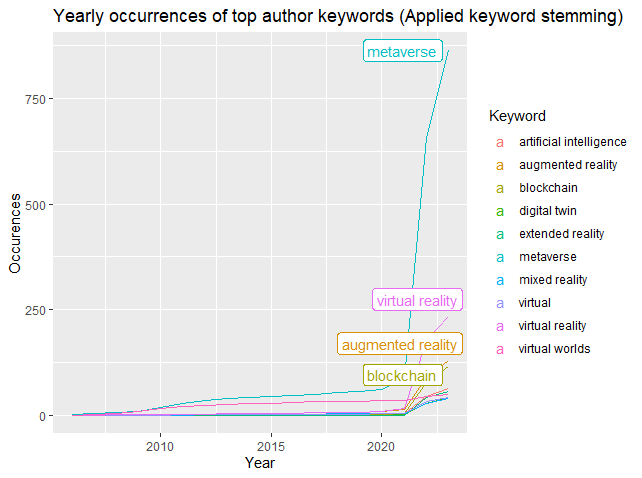 Yearly occurrences of top author keywords (Applied keyword stemming)
metaverse
virtual reality
augmented reality
blockchain
750
500
250
0
2010
2015
2020
Year
Occurences
Keyword
a artificial intelligence
a augmented reality
a blockchain
a digital twin
a extended reality
a metaverse
a mixed reality
a virtual
a virtual reality
a virtual worlds